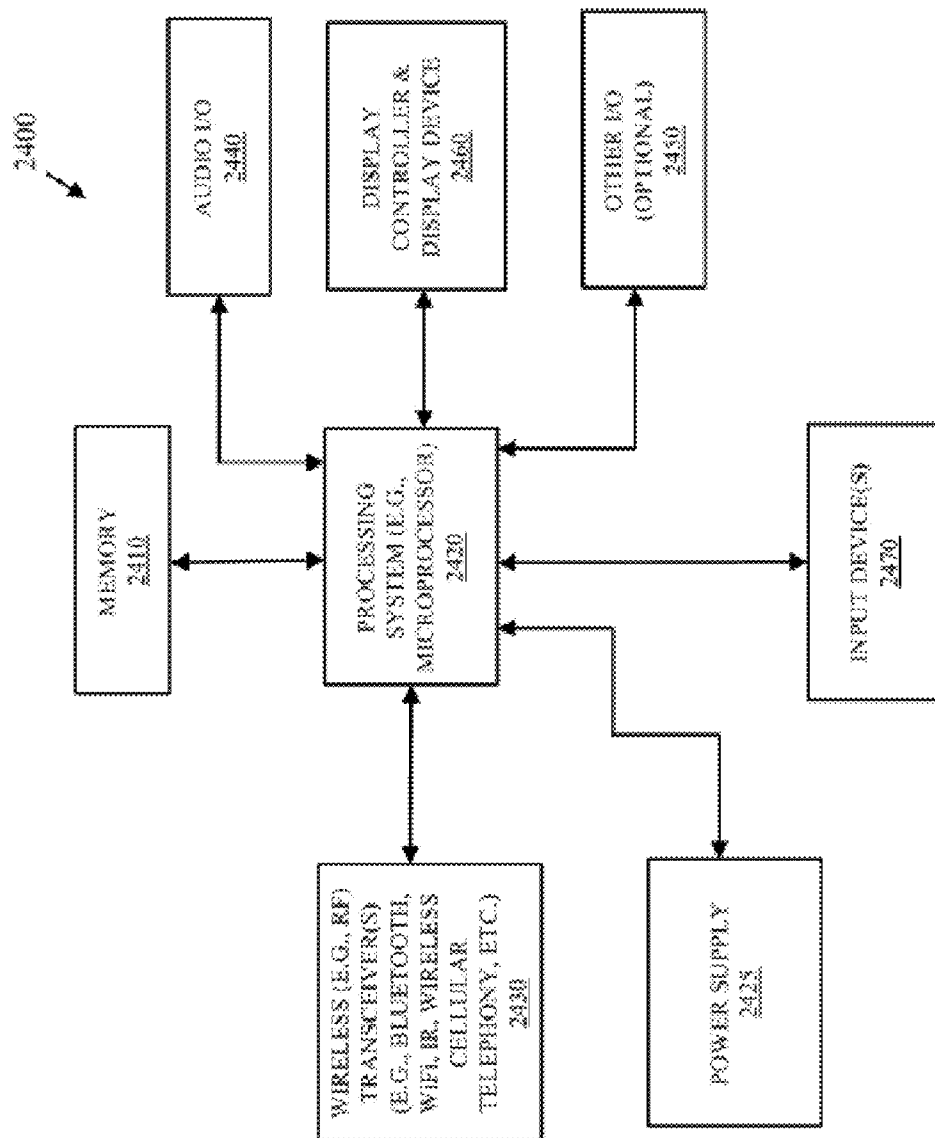 2400
MEMORY
2410
AUDIO I/O
2440
WIRELESS (E.G., RF)
TRANSCEIVER(S)
(E.G., BLUETOOTH,
WiFi, IR, WIRELESS
CELLULAR
TELEPHONY, ETC.)
2430
PROCESSING
SYSTEM (E.G.,
MICROPROCESSOR)
2420
DISPLAY
CONTROLLER &
DISPLAY DEVICE
2460
POWER SUPPLY
2425
INPUT DEVICE(S)
2470
OTHER I/O
(OPTIONAL)
2450